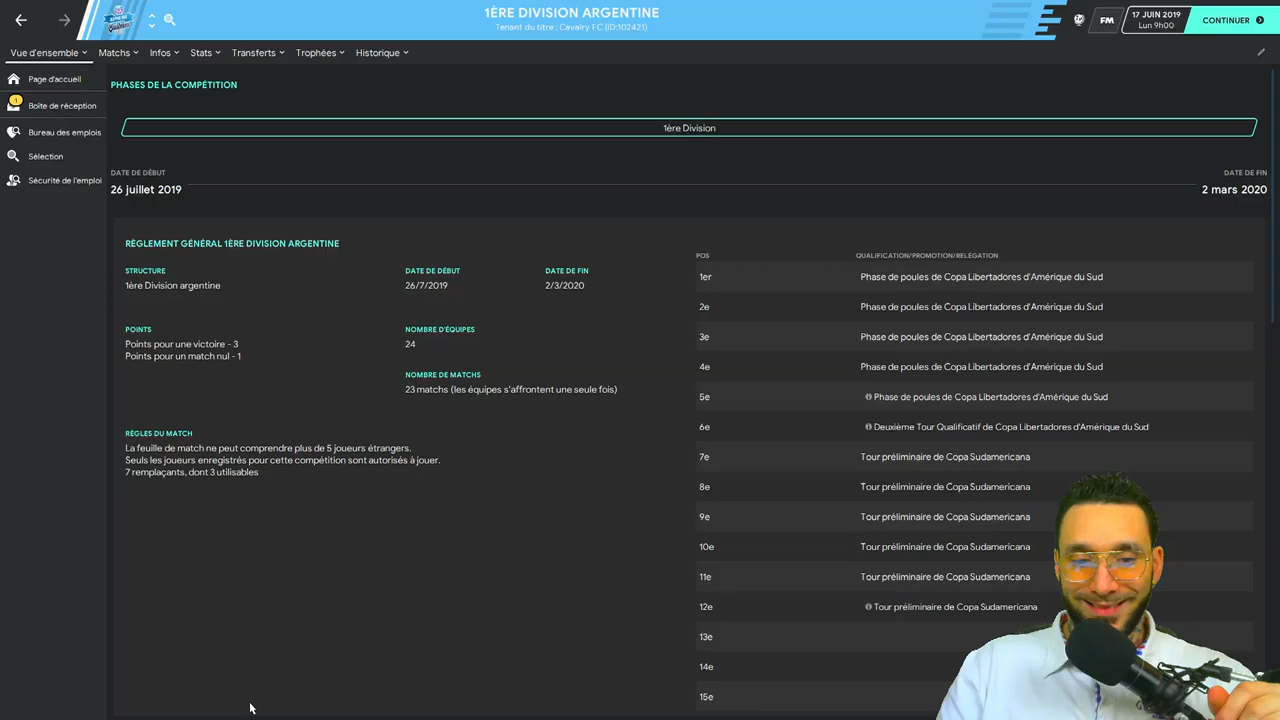 1ÈRE DIVISION ARGENTINE
Tenant du titre : Cavalry FC (ID:102421)
FM
17 JUIN 2019
Lun 9h00
CONTINUER
Vue d'ensemble
Matchs
Infos
Stats
Transferts
Trophées
Historique
Page d'accueil
1
Boîte de réception
Bureau des emplois
Sélection
Sécurité de l'emploi
PHASES DE LA COMPÉTITION
1ère Division
DATE DE DÉBUT
26 juillet 2019
DATE DE FIN
2 mars 2020
RÈGLEMENT GÉNÉRAL 1ÈRE DIVISION ARGENTINE
STRUCTURE
1ère Division argentine
DATE DE DÉBUT
26/7/2019
DATE DE FIN
2/3/2020
POINTS
Points pour une victoire - 3
Points pour un match nul - 1
NOMBRE D'ÉQUIPES
24
NOMBRE DE MATCHS
23 matchs (les équipes s'affrontent une seule fois)
RÈGLES DU MATCH
La feuille de match ne peut comprendre plus de 5 joueurs étrangers.
Seuls les joueurs enregistrés pour cette compétition sont autorisés à jouer.
7 remplaçants, dont 3 utilisables
POS QUALIFICATION/PROMOTION/RELÉGATION
1er Phase de poules de Copa Libertadores d'Amérique du Sud
2e Phase de poules de Copa Libertadores d'Amérique du Sud
3e Phase de poules de Copa Libertadores d'Amérique du Sud
4e Phase de poules de Copa Libertadores d'Amérique du Sud
5e Phase de poules de Copa Libertadores d'Amérique du Sud
6e Deuxième Tour Qualificatif de Copa Libertadores d'Amérique du Sud
7e Tour préliminaire de Copa Sudamericana
8e Tour préliminaire de Copa Sudamericana
9e Tour préliminaire de Copa Sudamericana
10e Tour préliminaire de Copa Sudamericana
11e Tour préliminaire de Copa Sudamericana
12e Tour préliminaire de Copa Sudamericana
13e
14e
15e